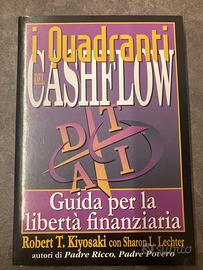 i Quadranti
DEL
CASHFLOW
D T
A I
Guida per la
libertà finanziaria
Robert T. Kiyosaki con Sharon L. Lechter
autori di Padre Ricco, Padre Povero
subito